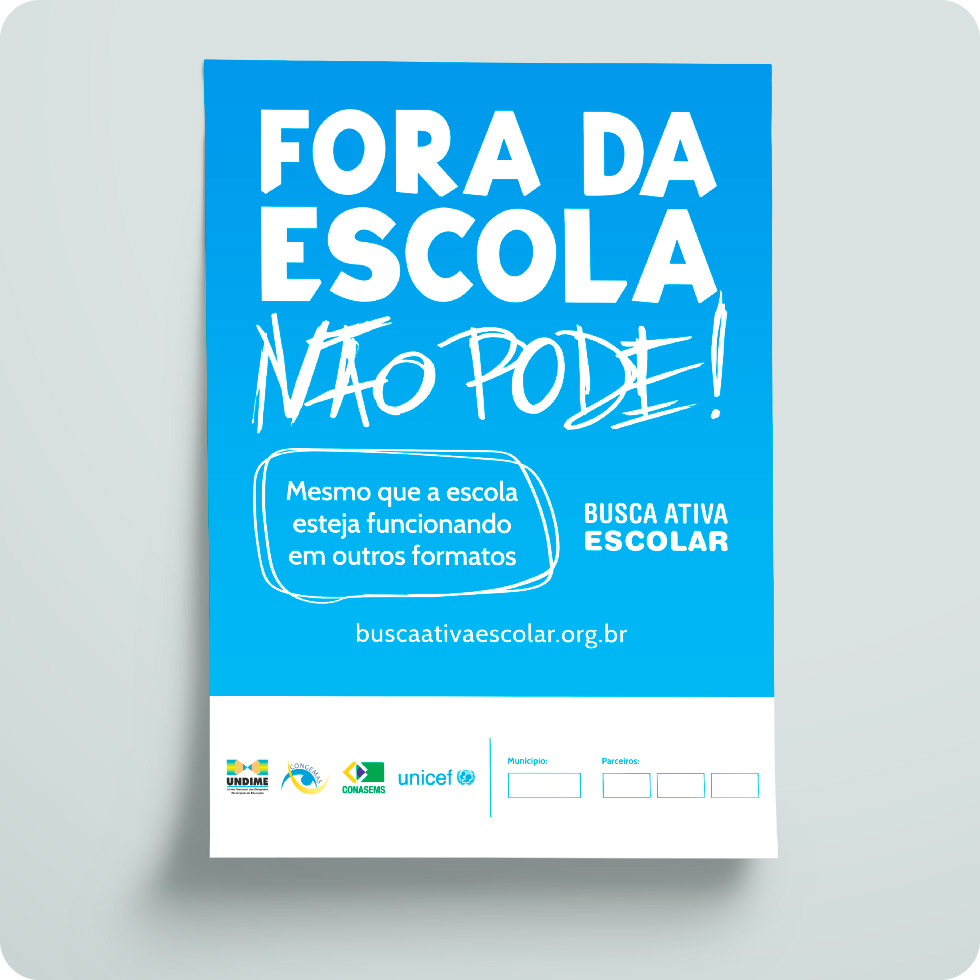 FORA DA
ESCOLA
NÃO PODE!
Mesmo que a escola
esteja funcionando
em outros formatos
BUSCA ATIVA
ESCOLAR
buscaativaescolar.org.br
UNDIME
CONGEMAS
CONASEMS
unicef
Município:
Parceiros: